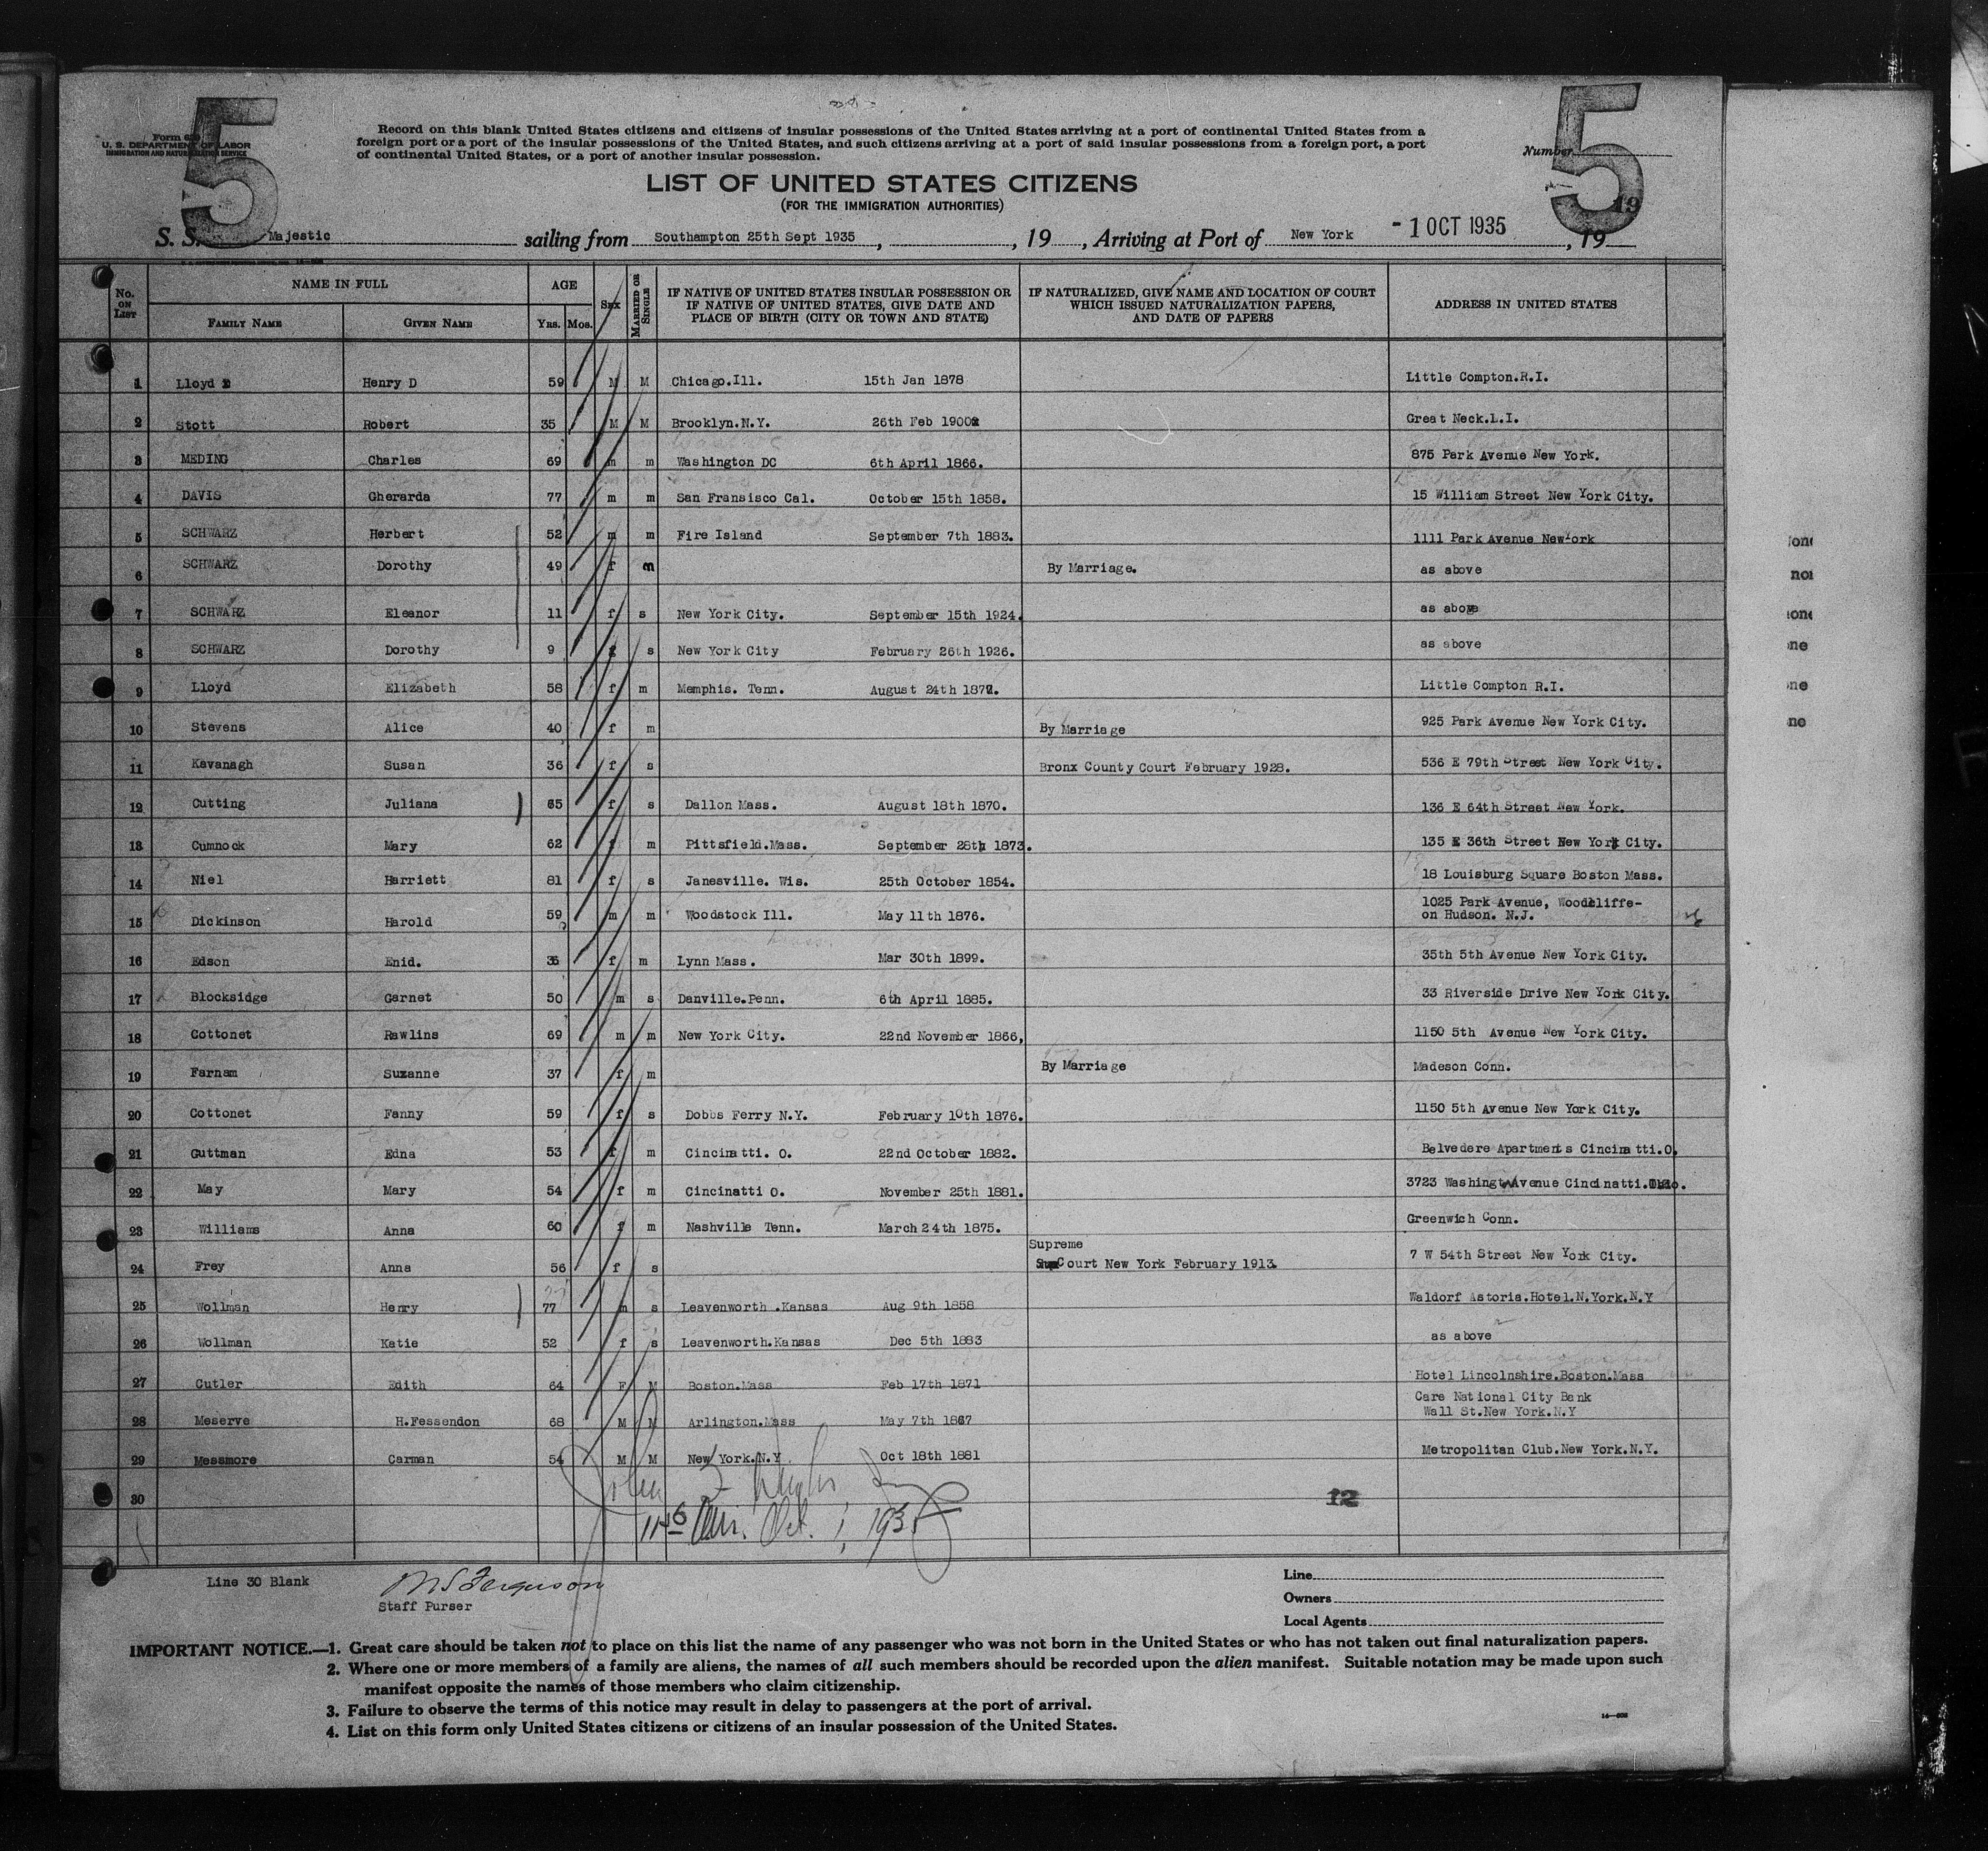 5
5
Form 6
U. S. DEPARTMENT OF LABOR
IMMIGRATION AND NATURALIZATION SERVICE
Record on this blank United States citizens and citizens of insular possessions of the United States arriving at a port of continental United States from a
foreign port or a port of the insular possessions of the United States, and such citizens arriving at a port of said insular possessions from a foreign port, a port
of continental United States, or a port of another insular possession.
Number
LIST OF UNITED STATES CITIZENS
(FOR THE IMMIGRATION AUTHORITIES)
19
S. S. Majestic sailing from Southampton 25th Sept 1935, , 19 , Arriving at Port of New York - 1 OCT 1935 , 19
No. ON LIST NAME IN FULL AGE SEX MARRIED OR SINGLE IF NATIVE OF UNITED STATES INSULAR POSSESSION OR IF NATIVE OF UNITED STATES, GIVE DATE AND PLACE OF BIRTH (CITY OR TOWN AND STATE) IF NATURALIZED, GIVE NAME AND LOCATION OF COURT WHICH ISSUED NATURALIZATION PAPERS, AND DATE OF PAPERS ADDRESS IN UNITED STATES
FAMILY NAME GIVEN NAME YRS. MOS.
1 Lloyd Henry D 59 M M Chicago.Ill. 15th Jan 1878 Little Compton.R.I.
2 Stott Robert 35 M M Brooklyn.N.Y. 26th Feb 1900 Great Neck.L.I.
3 MEDING Charles 69 m m Washington DC 6th April 1866. 875 Park Avenue New York.
4 DAVIS Gherarda 77 m m San Fransisco Cal. October 15th 1858. 15 William Street New York City.
5 SCHWARZ Herbert 52 m m Fire Island September 7th 1883. 1111 Park Avenue NewYork
6 SCHWARZ Dorothy 49 f m By Marriage. as above
7 SCHWARZ Eleanor 11 f s New York City. September 15th 1924. as above
8 SCHWARZ Dorothy 9 f s New York City February 26th 1926. as above
9 Lloyd Elizabeth 58 f m Memphis. Tenn. August 24th 1877. Little Compton R.I.
10 Stevens Alice 40 f m By Marriage 925 Park Avenue New York City.
11 Kavanagh Susan 36 f s Bronx County Court February 1928. 536 E 79th Street New York City.
12 Cutting Juliana 65 f s Dallon Mass. August 18th 1870. 136 E 64th Street New York.
13 Cumnock Mary 62 f m Pittsfield.Mass. September 28th 1873. 135 E 36th Street New York City.
14 Niel Harriett 81 f s Janesville. Wis. 25th October 1854. 18 Louisburg Square Boston Mass.
15 Dickinson Harold 59 m m Woodstock Ill. May 11th 1876. 1025 Park Avenue, Woodcliffe-
on Hudson. N.J.
16 Edson Enid. 36 f m Lynn Mass. Mar 30th 1899. 35th 5th Avenue New York City.
17 Blocksidge Garnet 50 m s Danville.Penn. 6th April 1885. 33 Riverside Drive New York City.
18 Cottonet Rawlins 69 m m New York City. 22nd November 1866, 1150 5th Avenue New York City.
19 Farnam Suzanne 37 f m By Marriage Madeson Conn.
20 Cottonet Fanny 59 f s Dobbs Ferry N.Y. February 10th 1876. 1150 5th Avenue New York City.
21 Guttman Edna 53 f m Cincinatti. O. 22nd October 1882. Belvedere Apartments Cincinatti.O.
22 May Mary 54 f m Cincinatti O. November 25th 1881. 3723 Washingt Avenue Cincinatti.Ohio.
23 Williams Anna 60 f m Nashville Tenn. March 24th 1875. Greenwich Conn.
Supreme
24 Frey Anna 56 f s Court New York February 1913. 7 W 54th Street New York City.
25 Wollman Henry 77 m s Leavenworth.Kansas Aug 9th 1858 Waldorf Astoria.Hotel.N.York.N.Y
26 Wollman Katie 52 f s Leavenworth.Kansas Dec 5th 1883 as above
27 Cutler Edith 64 F M Boston.Mass Feb 17th 1871 Hotel Lincolnshire.Boston.Mass
28 Meserve H.Fessendon 68 M M Arlington.Mass May 7th 1867 Care National City Bank
Wall St.New York.N.Y
29 Messmore Carman 54 M M New York.N.Y Oct 18th 1881 Metropolitan Club.New York.N.Y.
30
12
Oct. 1, 1935
Line 30 Blank
Ferguson
Staff Purser
Line
Owners
Local Agents
IMPORTANT NOTICE.—1. Great care should be taken not to place on this list the name of any passenger who was not born in the United States or who has not taken out final naturalization papers.
2. Where one or more members of a family are aliens, the names of all such members should be recorded upon the alien manifest. Suitable notation may be made upon such
manifest opposite the names of those members who claim citizenship.
3. Failure to observe the terms of this notice may result in delay to passengers at the port of arrival.
4. List on this form only United States citizens or citizens of an insular possession of the United States.